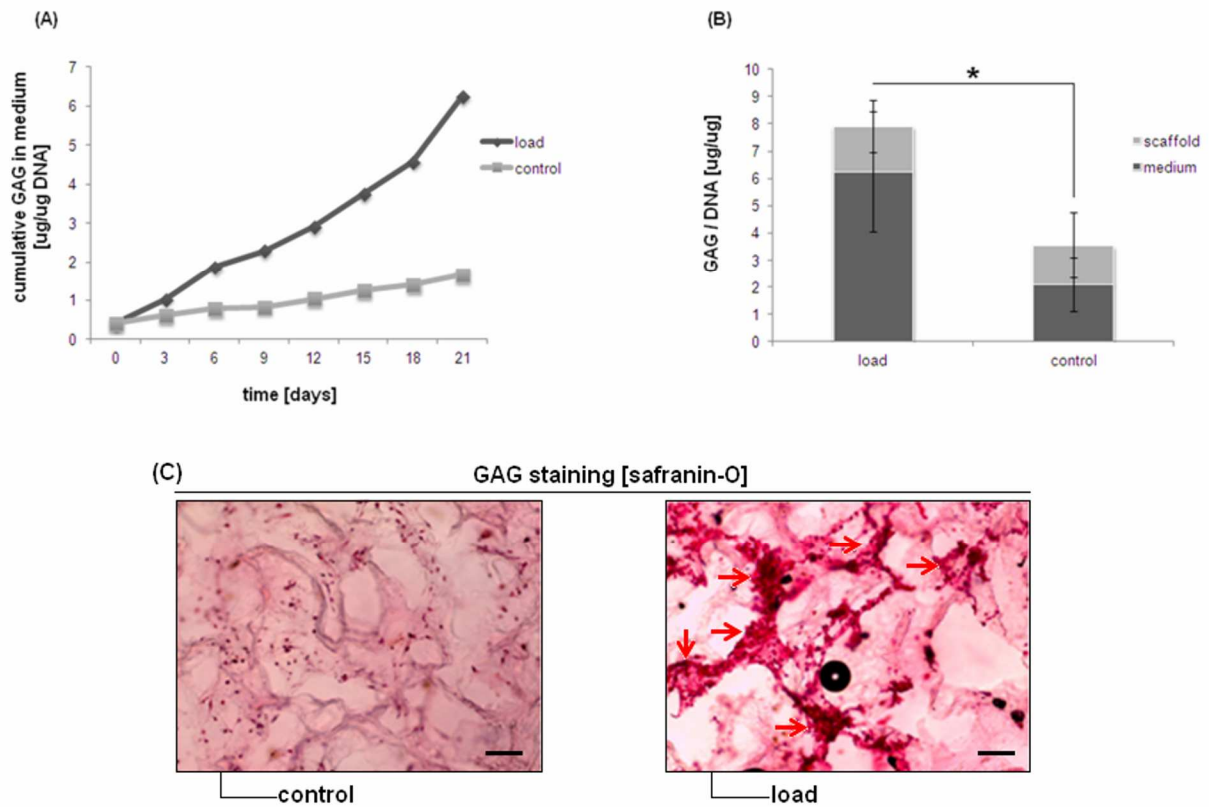 (A)
cumulative GAG in medium
[ug/ug DNA]
7
6
5
4
3
2
1
0
0 3 6 9 12 15 18 21
time [days]
load
control
(B)
*
GAG / DNA [ug/ug]
10
9
8
7
6
5
4
3
2
1
0
load control
scaffold
medium
(C)
GAG staining [safranin-O]
control
load